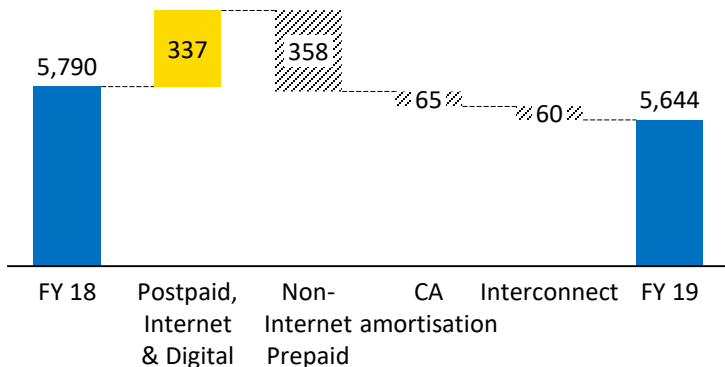 337
358
5,790
65
60
5,644
FY 18
Postpaid,
Internet
& Digital
Non-
Internet
Prepaid
CA
amortisation
Interconnect
FY 19